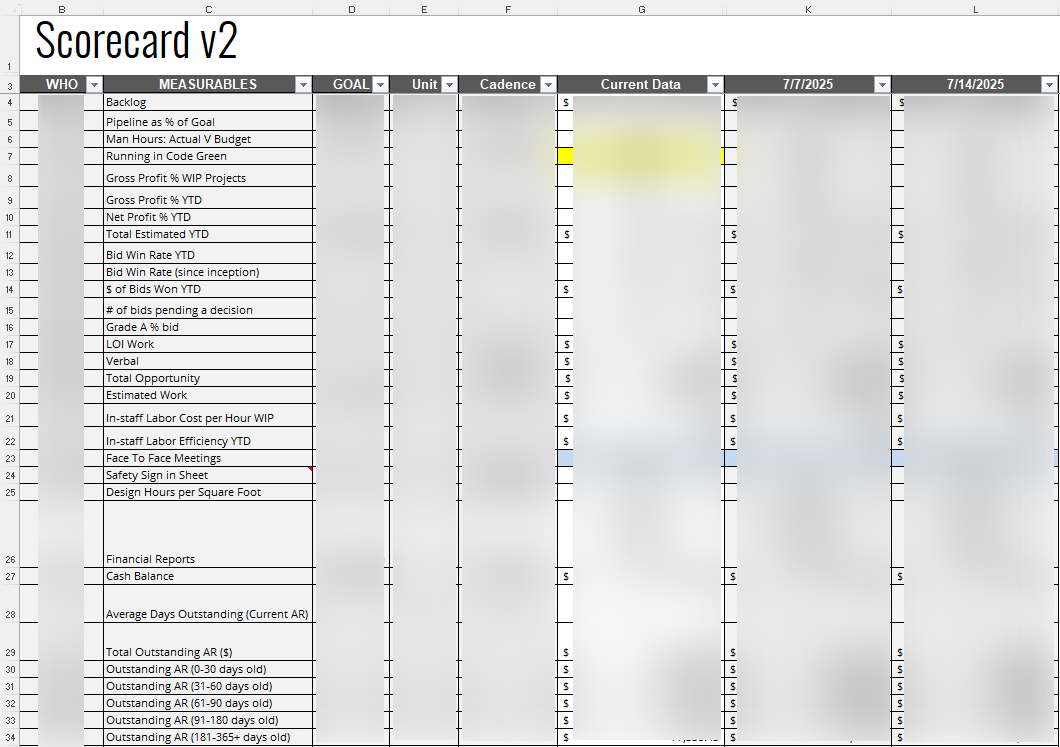 B C D E F G K L
1 Scorecard v2
3 WHO MEASURABLES GOAL Unit Cadence Current Data 7/7/2025 7/14/2025
4 Backlog $ $ $
5 Pipeline as % of Goal
6 Man Hours: Actual V Budget
7 Running in Code Green
8 Gross Profit % WIP Projects
9 Gross Profit % YTD
10 Net Profit % YTD
11 Total Estimated YTD $ $ $
12 Bid Win Rate YTD
13 Bid Win Rate (since inception)
14 $ of Bids Won YTD $ $ $
15 # of bids pending a decision
16 Grade A % bid
17 LOI Work $ $ $
18 Verbal $ $ $
19 Total Opportunity $ $ $
20 Estimated Work $ $ $
21 In-staff Labor Cost per Hour WIP $ $ $
22 In-staff Labor Efficiency YTD $ $ $
23 Face To Face Meetings
24 Safety Sign in Sheet
25 Design Hours per Square Foot
26 Financial Reports
27 Cash Balance $ $ $
28 Average Days Outstanding (Current AR)
29 Total Outstanding AR ($) $ $ $
30 Outstanding AR (0-30 days old) $ $ $
31 Outstanding AR (31-60 days old) $ $ $
32 Outstanding AR (61-90 days old) $ $ $
33 Outstanding AR (91-180 days old) $ $ $
34 Outstanding AR (181-365+ days old) $ $ $